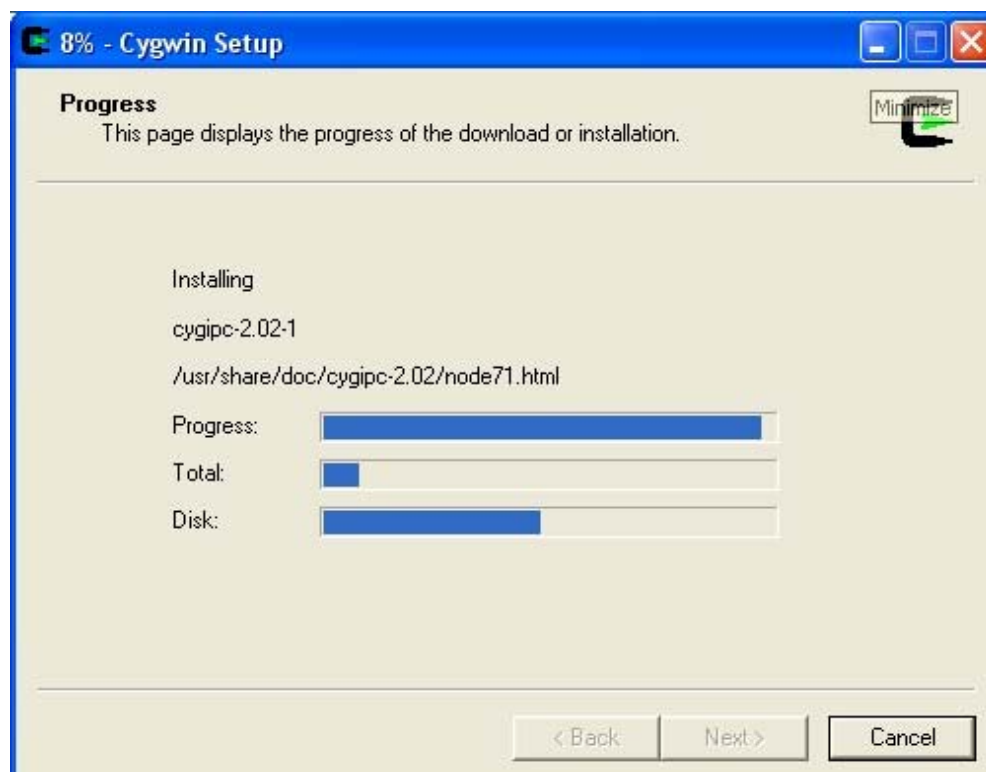 8% - Cygwin Setup
Progress
This page displays the progress of the download or installation.
Minimize
Installing
cygipc-2.02-1
/usr/share/doc/cygipc-2.02/node71.html
Progress:
Total:
Disk:
< Back Next > Cancel